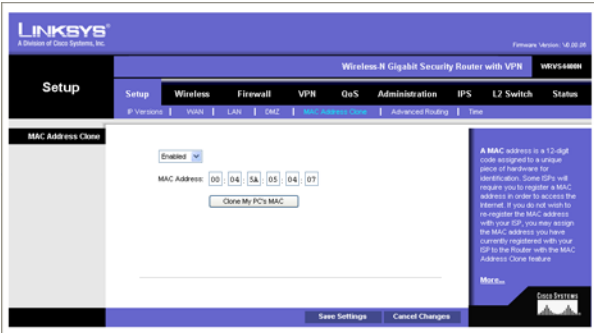 LINKSYS®
A Division of Cisco Systems, Inc.
Firmware Version: V0.00.06
Wireless-N Gigabit Security Router with VPN WRVS4400N
Setup
Setup Wireless Firewall VPN QoS Administration IPS L2 Switch Status
IP Versions | WAN | LAN | DMZ | MAC Address Clone | Advanced Routing | Time
MAC Address Clone
Enabled
MAC Address: 00 : 04 : 5A : 05 : 04 : 07
Clone My PC's MAC
A MAC address is a 12-digit
code assigned to a unique
piece of hardware for
identification. Some ISPs will
require you to register a MAC
address in order to access the
Internet. If you do not wish to
re-register the MAC address
with your ISP, you may assign
the MAC address you have
currently registered with your
ISP to the Router with the MAC
Address Clone feature
More...
Save Settings Cancel Changes
CISCO SYSTEMS